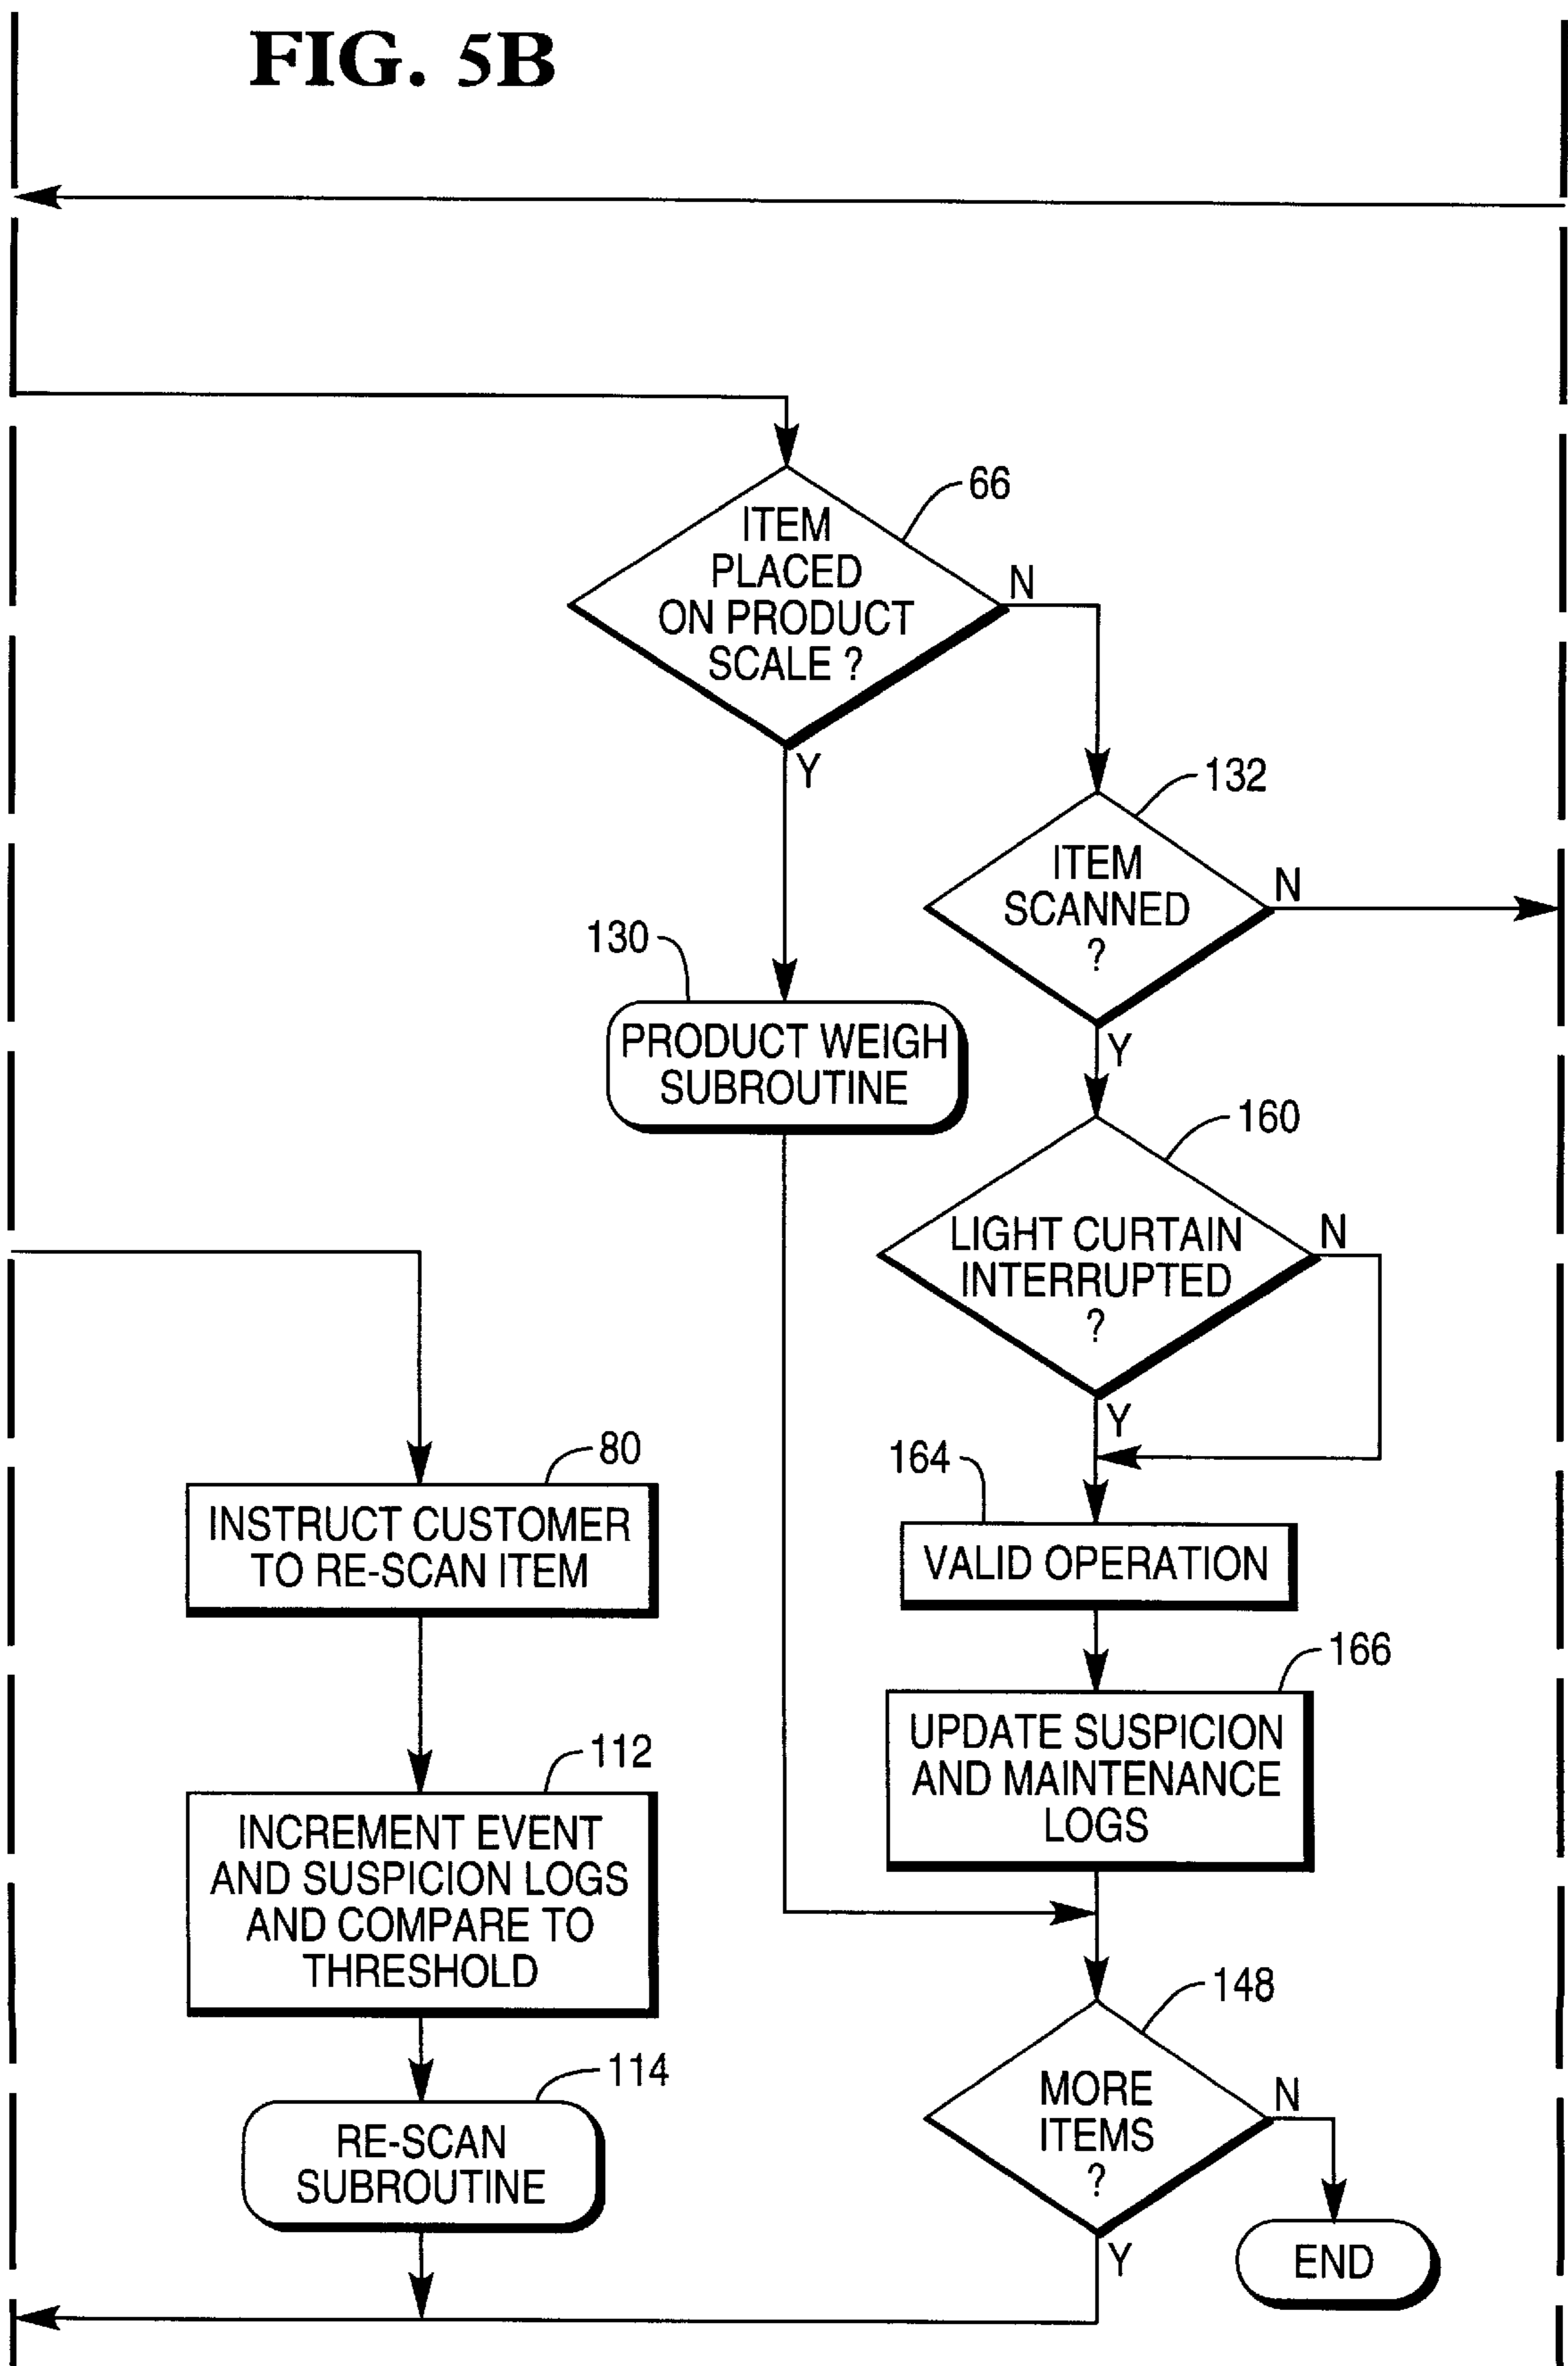 FIG. 5B
66
ITEM
PLACED
ON PRODUCT
SCALE ?
N
Y
132
ITEM
SCANNED
?
N
Y
130
PRODUCT WEIGH
SUBROUTINE
160
LIGHT CURTAIN
INTERRUPTED
?
N
Y
80
INSTRUCT CUSTOMER
TO RE-SCAN ITEM
164
VALID OPERATION
166
UPDATE SUSPICION
AND MAINTENANCE
LOGS
112
INCREMENT EVENT
AND SUSPICION LOGS
AND COMPARE TO
THRESHOLD
148
MORE
ITEMS
?
N
Y
114
RE-SCAN
SUBROUTINE
END